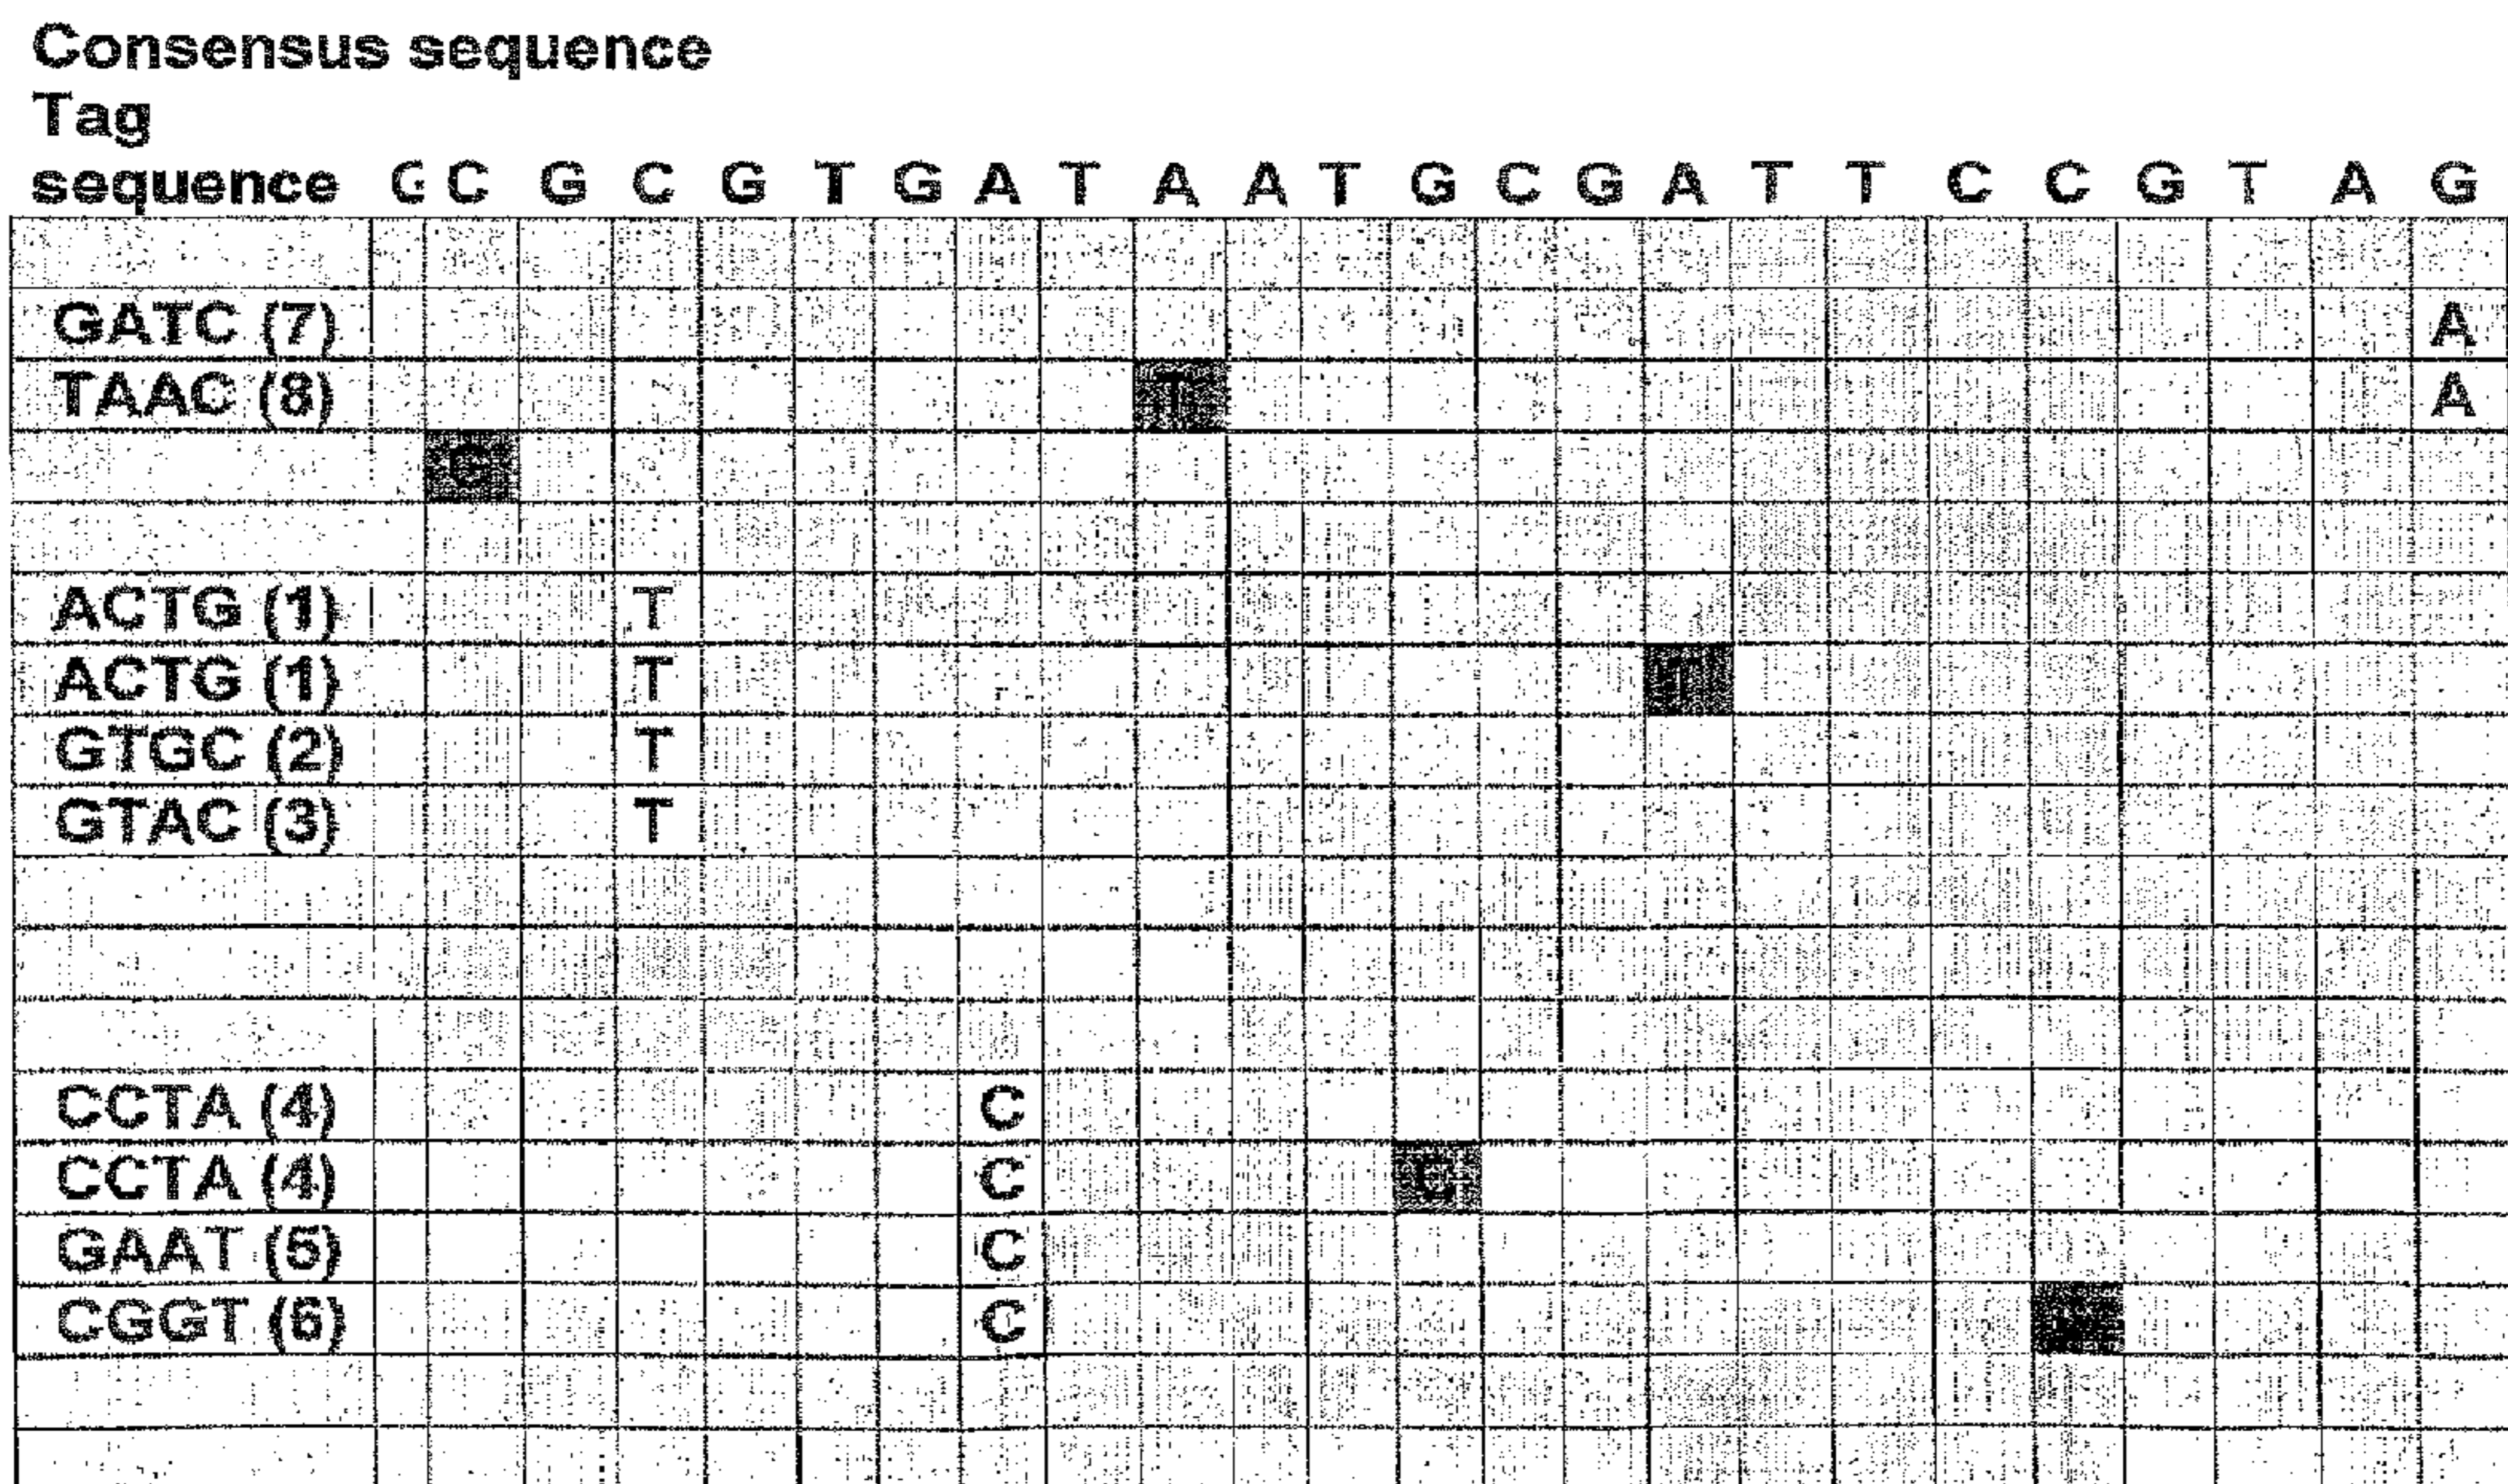 Consensus sequence
Tag
sequence G C G C G T G A T A A T G C G A T T C C G T A G
GATC (7) A
TAAC (8) T A
G
ACTG (1) T
ACTG (1) T
GTGC (2) T
GTAC (3) T
CCTA (4) C
CCTA (4) C C
GAAT (5) C
CGGT (6) C